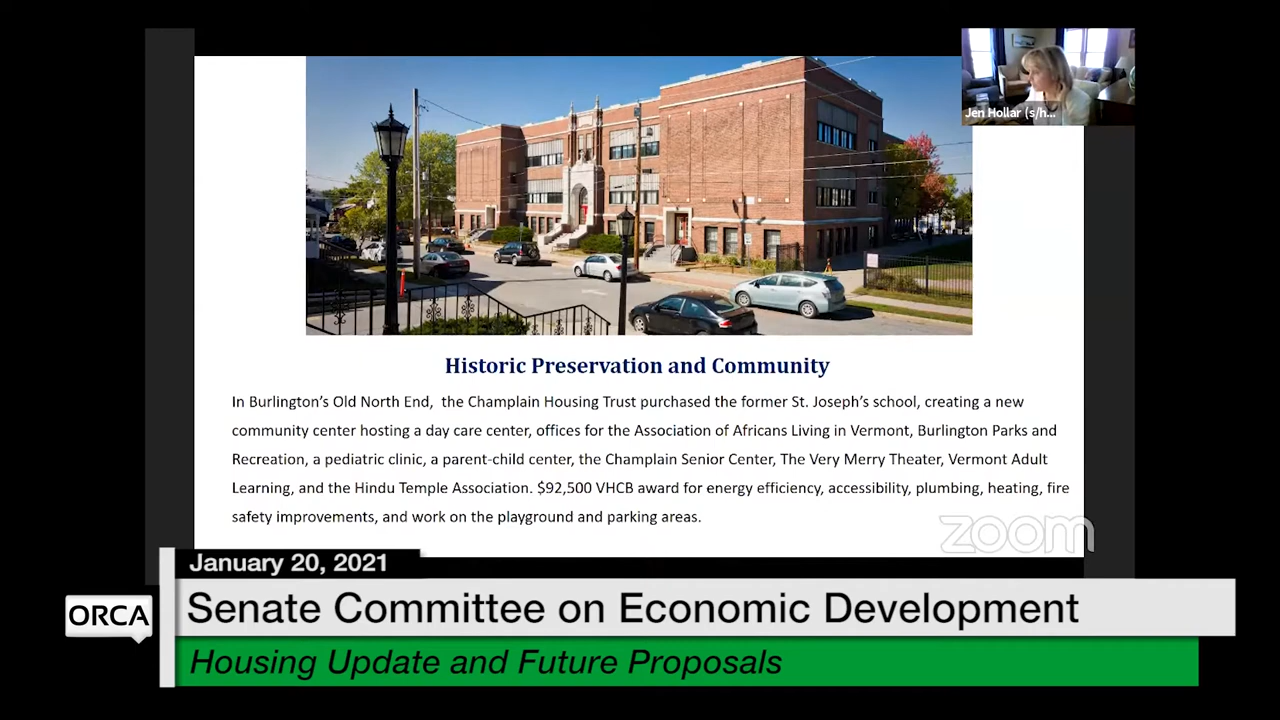 Jen Hollar (s/h...
Historic Preservation and Community
In Burlington's Old North End,  the Champlain Housing Trust purchased the former St. Joseph's school, creating a new
community center hosting a day care center, offices for the Association of Africans Living in Vermont, Burlington Parks and
Recreation, a pediatric clinic, a parent-child center, the Champlain Senior Center, The Very Merry Theater, Vermont Adult
Learning, and the Hindu Temple Association. $92,500 VHCB award for energy efficiency, accessibility, plumbing, heating, fire
safety improvements, and work on the playground and parking areas.
zoom
January 20, 2021
ORCA
Senate Committee on Economic Development
Housing Update and Future Proposals